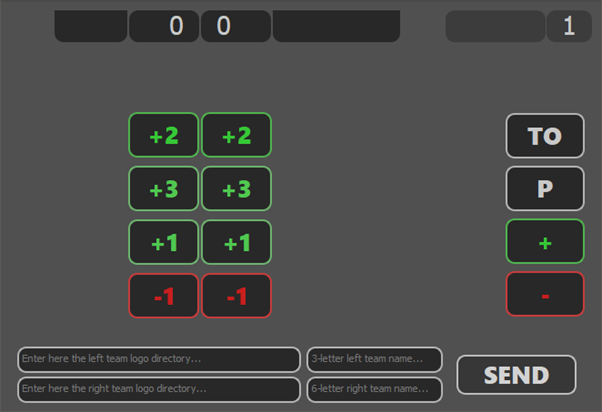 0 0 1
+2 +2 TO
+3 +3 P
+1 +1 +
-1 -1 -
Enter here the left team logo directory... 3-letter left team name...
Enter here the right team logo directory... 6-letter right team name...
SEND